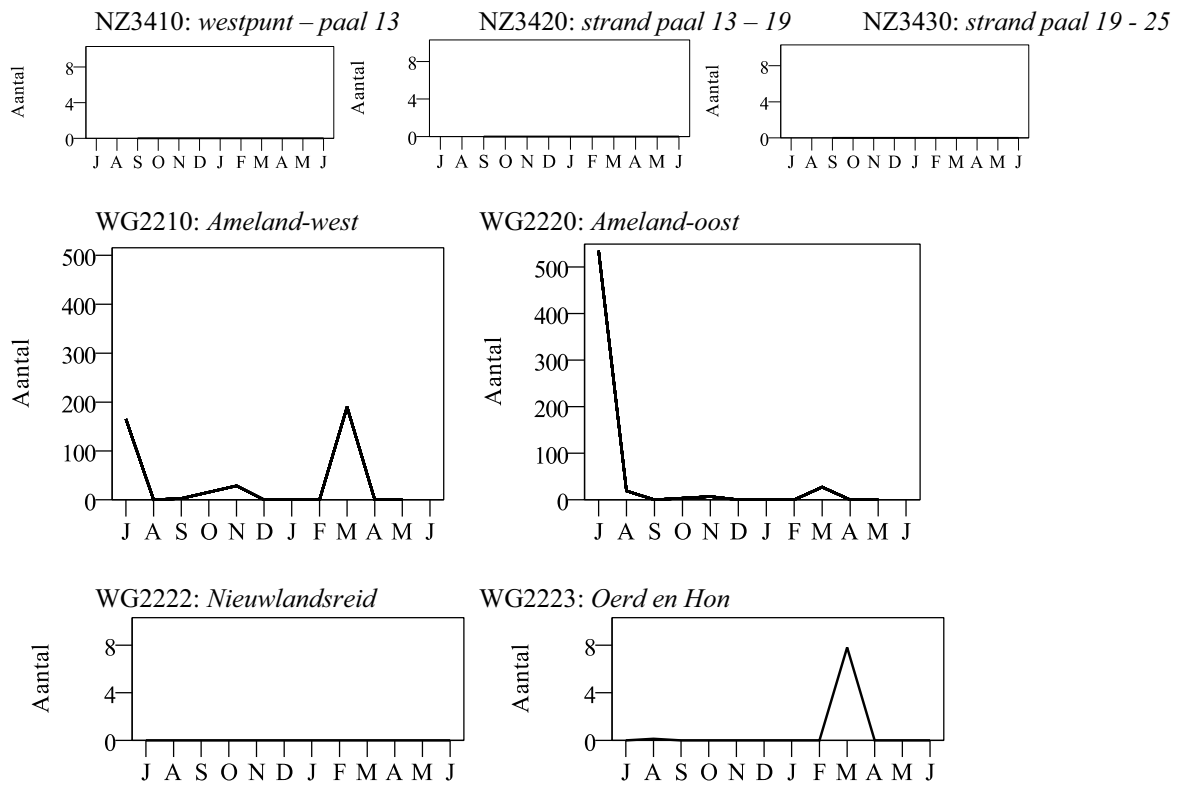 NZ3410: westpunt – paal 13
NZ3420: strand paal 13 – 19
NZ3430: strand paal 19 - 25
Aantal
8
4
0
J A S O N D J F M A M J
Aantal
8
4
0
J A S O N D J F M A M J
Aantal
8
4
0
J A S O N D J F M A M J
WG2210: Ameland-west
WG2220: Ameland-oost
Aantal
500
400
300
200
100
0
J A S O N D J F M A M J
Aantal
500
400
300
200
100
0
J A S O N D J F M A M J
WG2222: Nieuwlandsreid
WG2223: Oerd en Hon
Aantal
8
4
0
J A S O N D J F M A M J
Aantal
8
4
0
J A S O N D J F M A M J